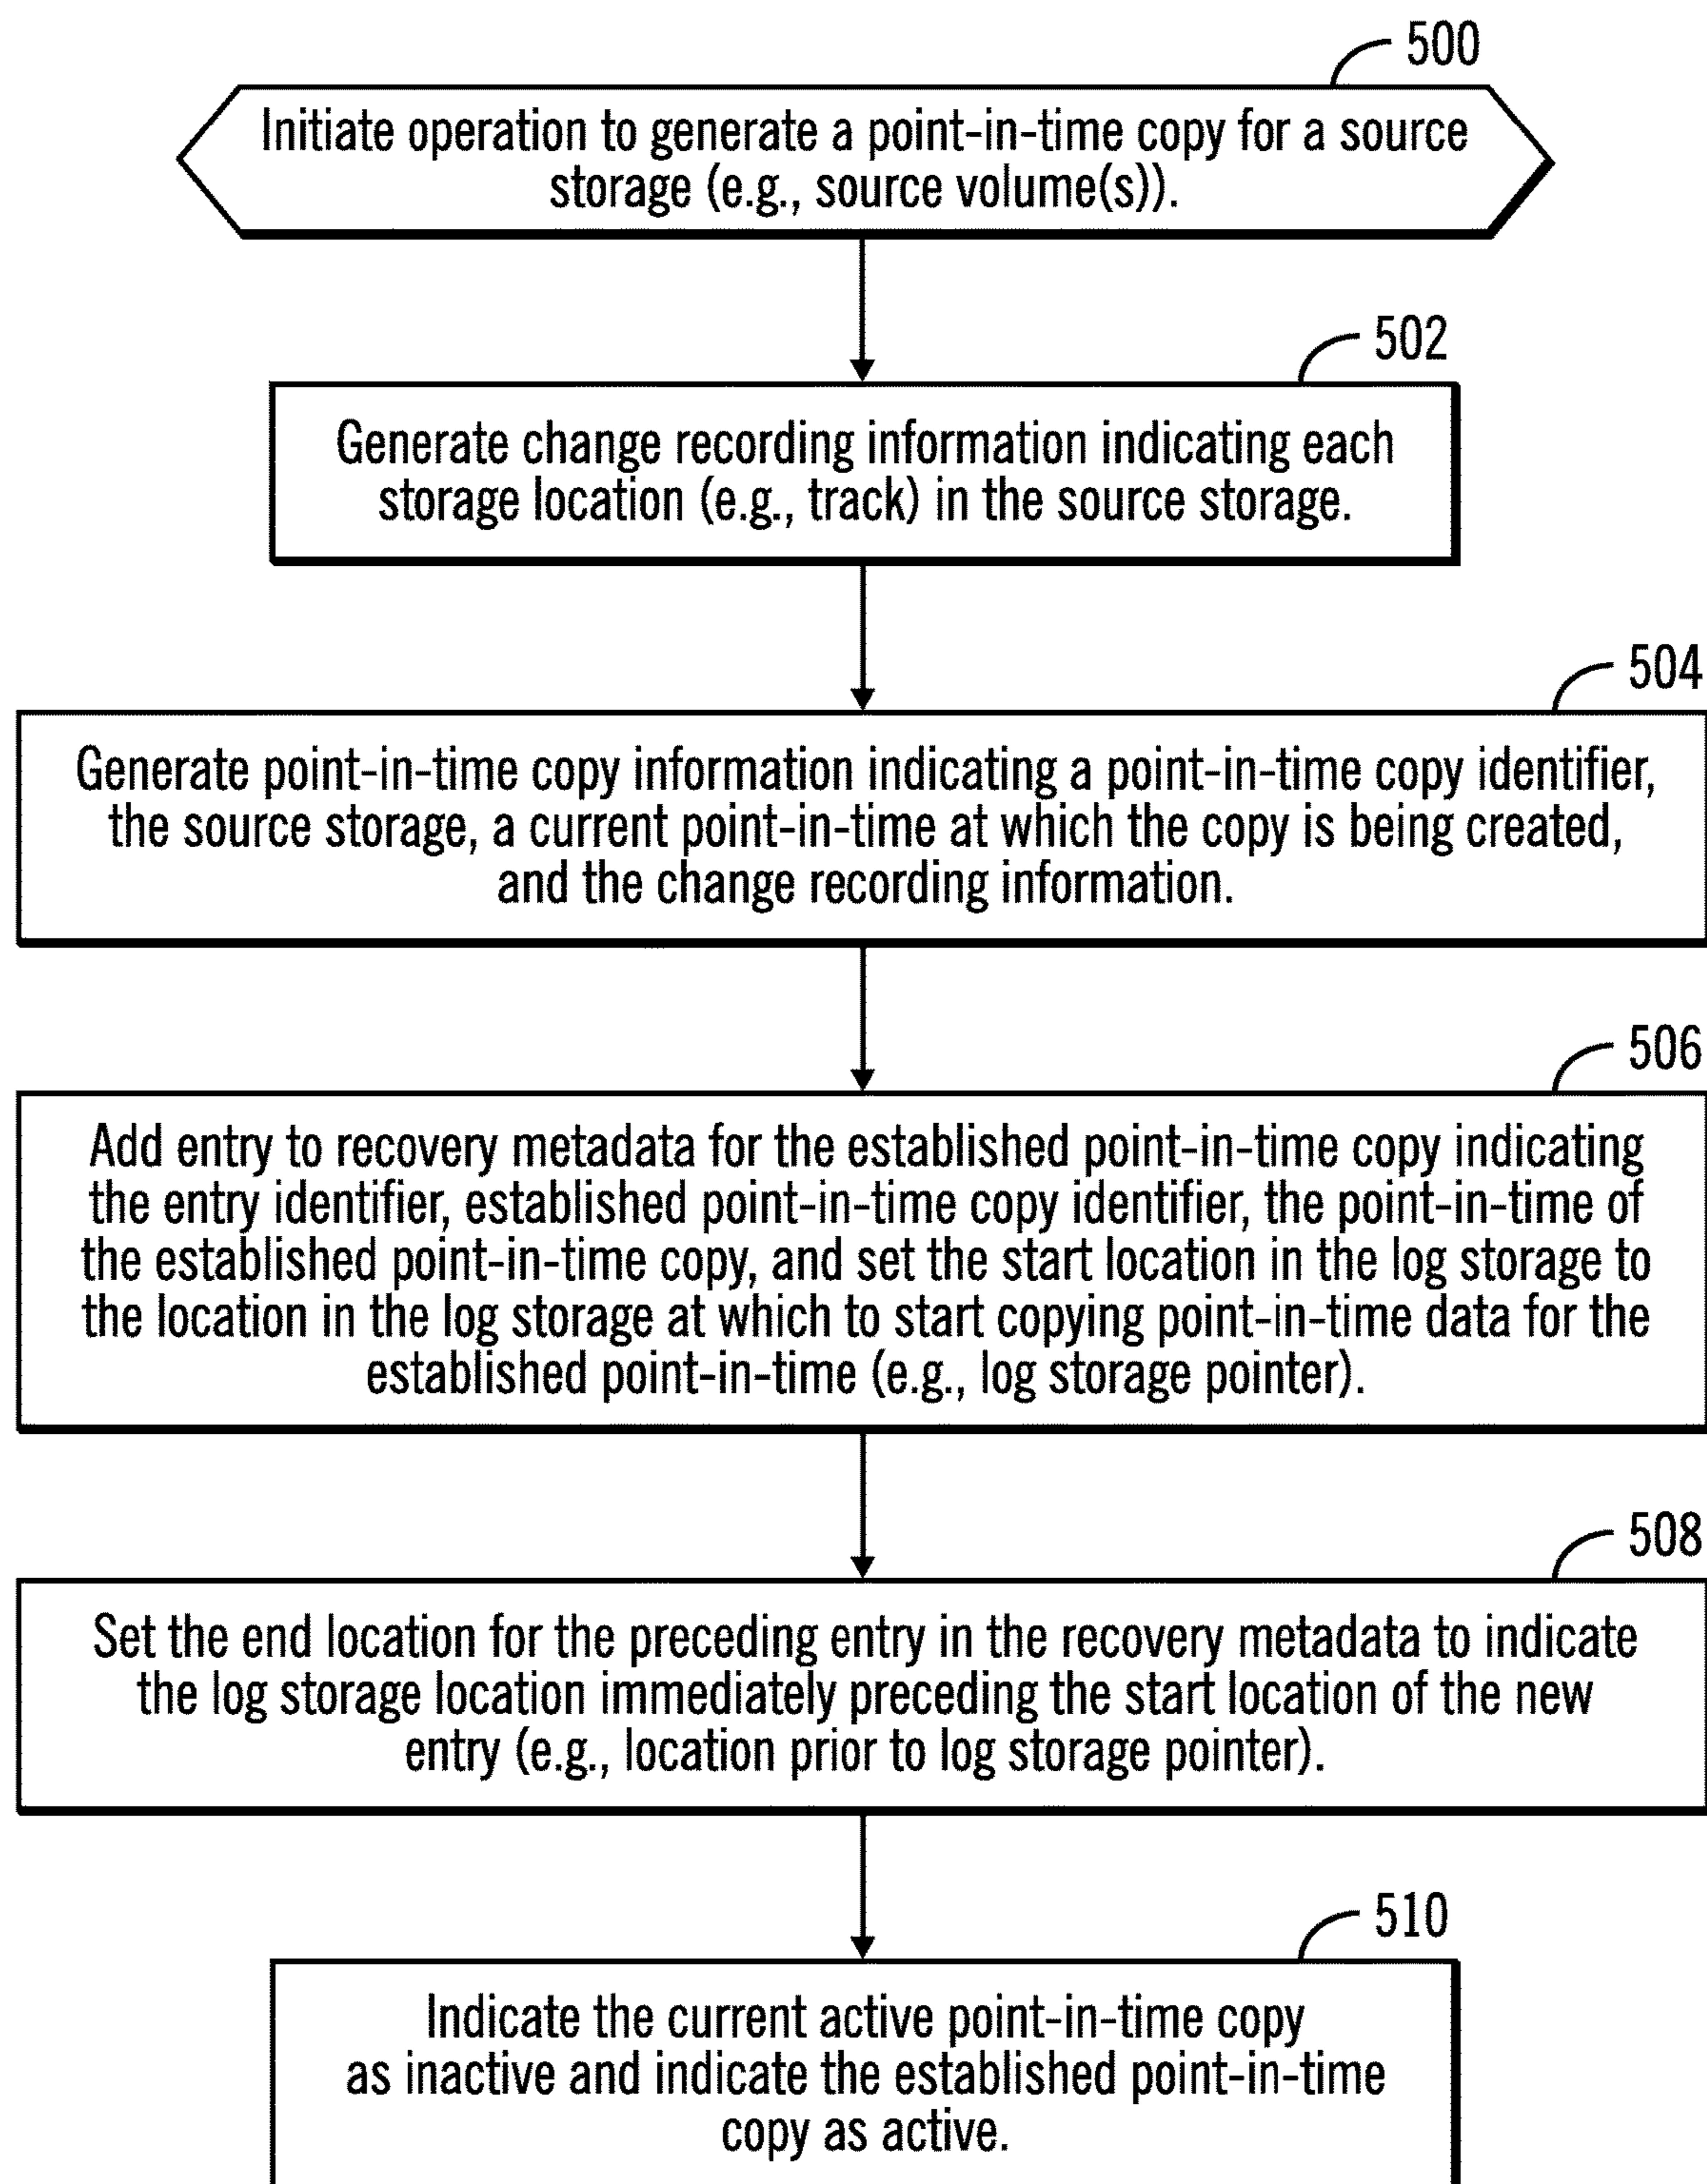 500
Initiate operation to generate a point-in-time copy for a source
storage (e.g., source volume(s)).
502
Generate change recording information indicating each
storage location (e.g., track) in the source storage.
504
Generate point-in-time copy information indicating a point-in-time copy identifier,
the source storage, a current point-in-time at which the copy is being created,
and the change recording information.
506
Add entry to recovery metadata for the established point-in-time copy indicating
the entry identifier, established point-in-time copy identifier, the point-in-time of
the established point-in-time copy, and set the start location in the log storage to
the location in the log storage at which to start copying point-in-time data for the
established point-in-time (e.g., log storage pointer).
508
Set the end location for the preceding entry in the recovery metadata to indicate
the log storage location immediately preceding the start location of the new
entry (e.g., location prior to log storage pointer).
510
Indicate the current active point-in-time copy
as inactive and indicate the established point-in-time
copy as active.